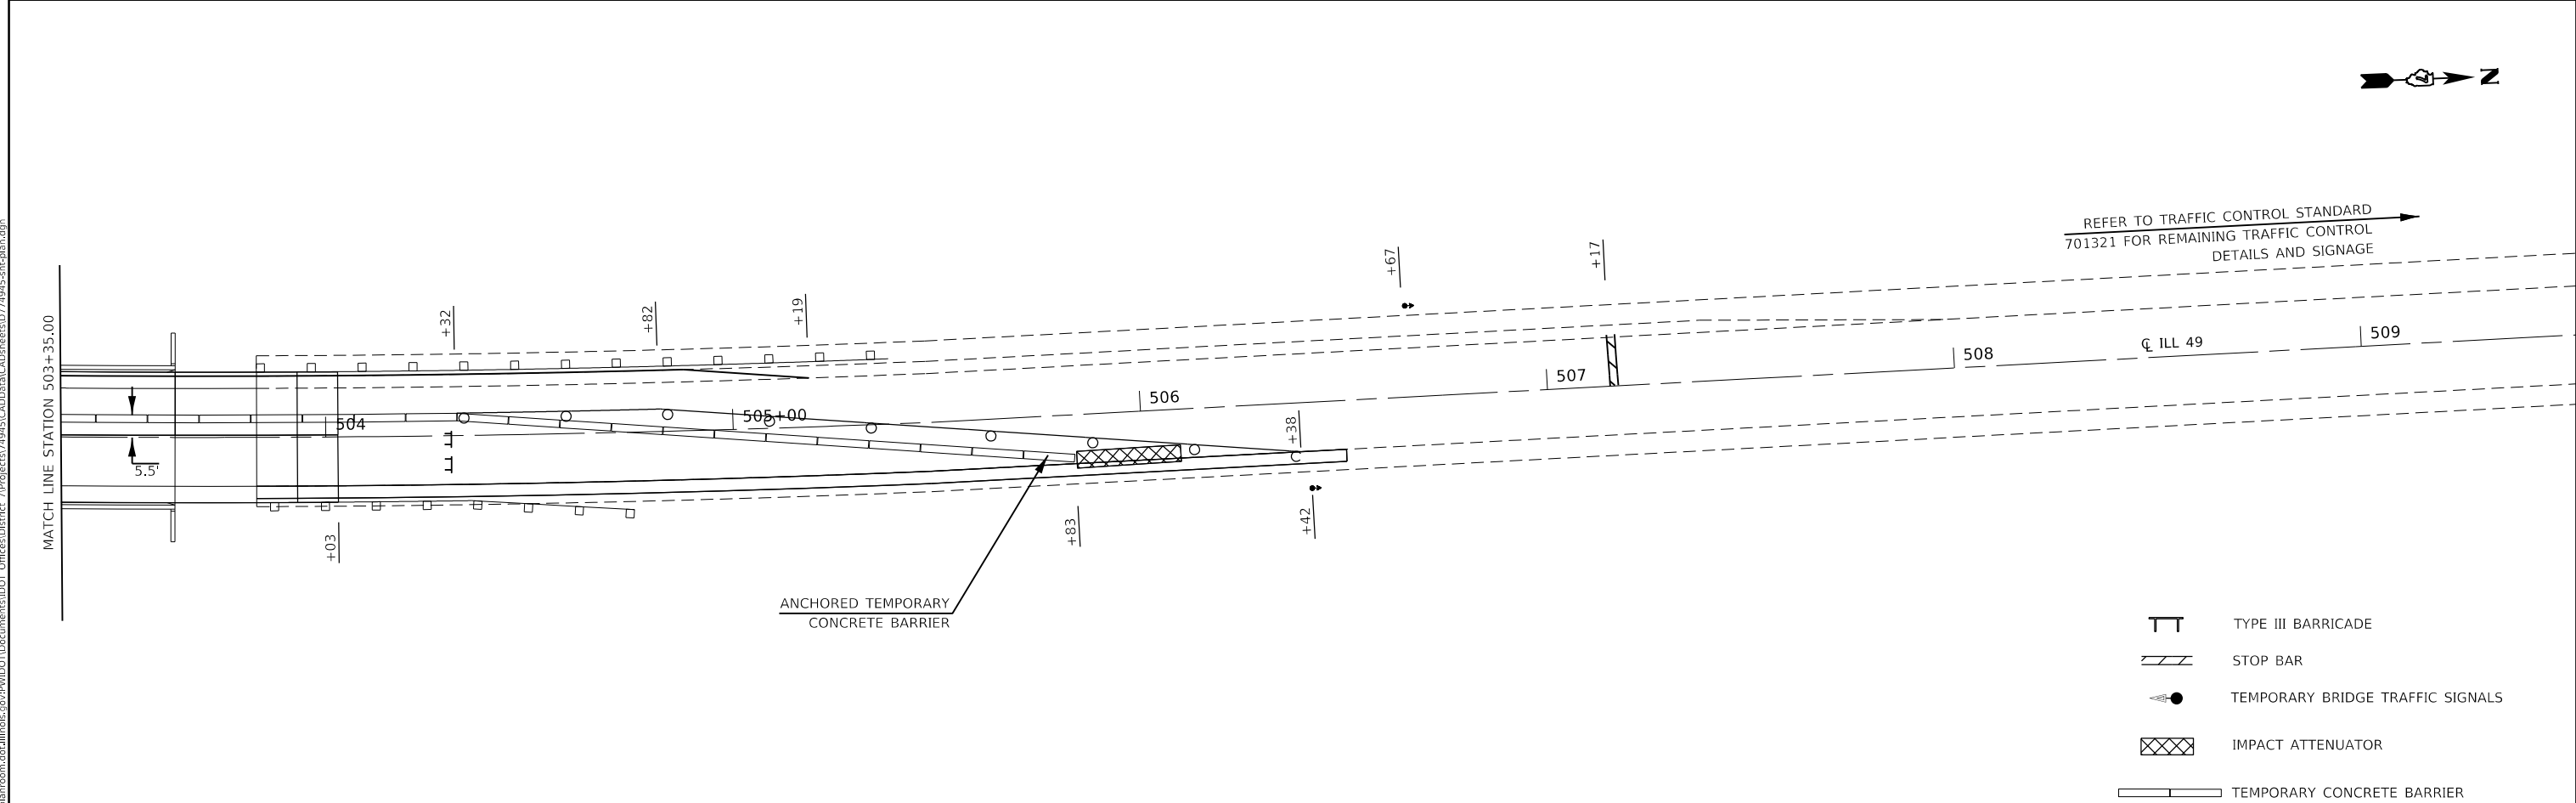 N
REFER TO TRAFFIC CONTROL STANDARD
701321 FOR REMAINING TRAFFIC CONTROL
DETAILS AND SIGNAGE
MATCH LINE STATION 503+35.00
+32
+82
+19
+67
+17
504
505+00
506
507
508
509
℄ ILL 49
5.5'
+03
+83
+38
+42
ANCHORED TEMPORARY
CONCRETE BARRIER
TYPE III BARRICADE
STOP BAR
TEMPORARY BRIDGE TRAFFIC SIGNALS
IMPACT ATTENUATOR
TEMPORARY CONCRETE BARRIER